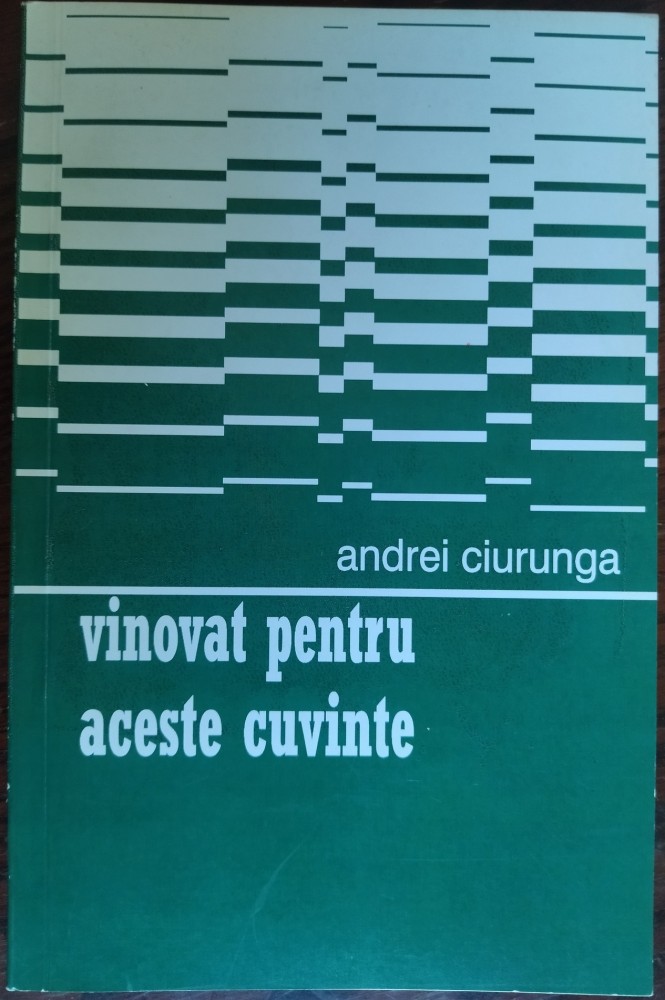 andrei ciurunga
vinovat pentru
aceste cuvinte